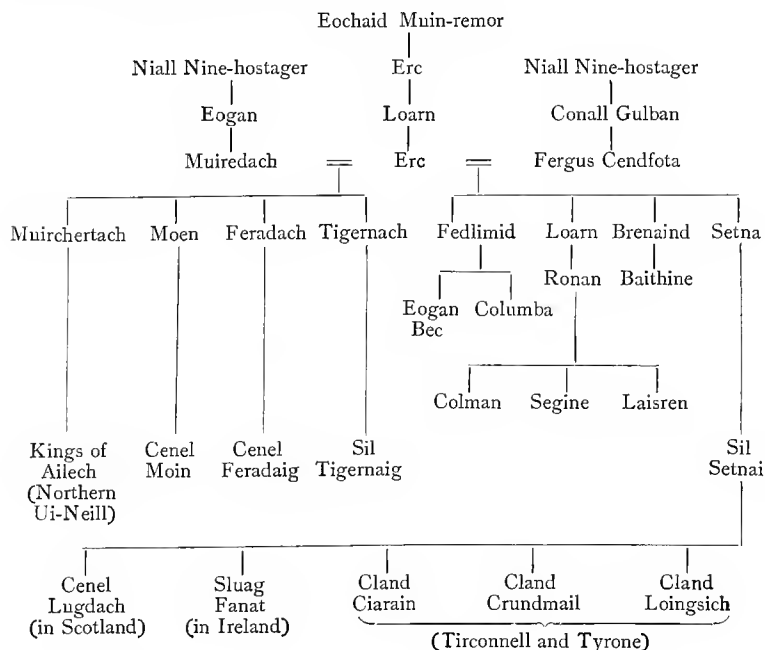 Eochaid Muin-remor
Niall Nine-hostager Erc Niall Nine-hostager
Eogan Loarn Conall Gulban
Muiredach = Erc = Fergus Cendfota
Muirchertach Moen Feradach Tigernach Fedlimid Loarn Brenaind Setna
Ronan Baithine
Eogan Columba
Bec
Colman Segine Laisren
Kings of Cenel Cenel Sil Sil
Ailech Moin Feradaig Tigernaig Setnai
(Northern
Ui-Neill)
Cenel Sluag Cland Cland Cland
Lugdach Fanat Ciarain Crundmail Loingsich
(in Scotland) (in Ireland)
(Tirconnell and Tyrone)